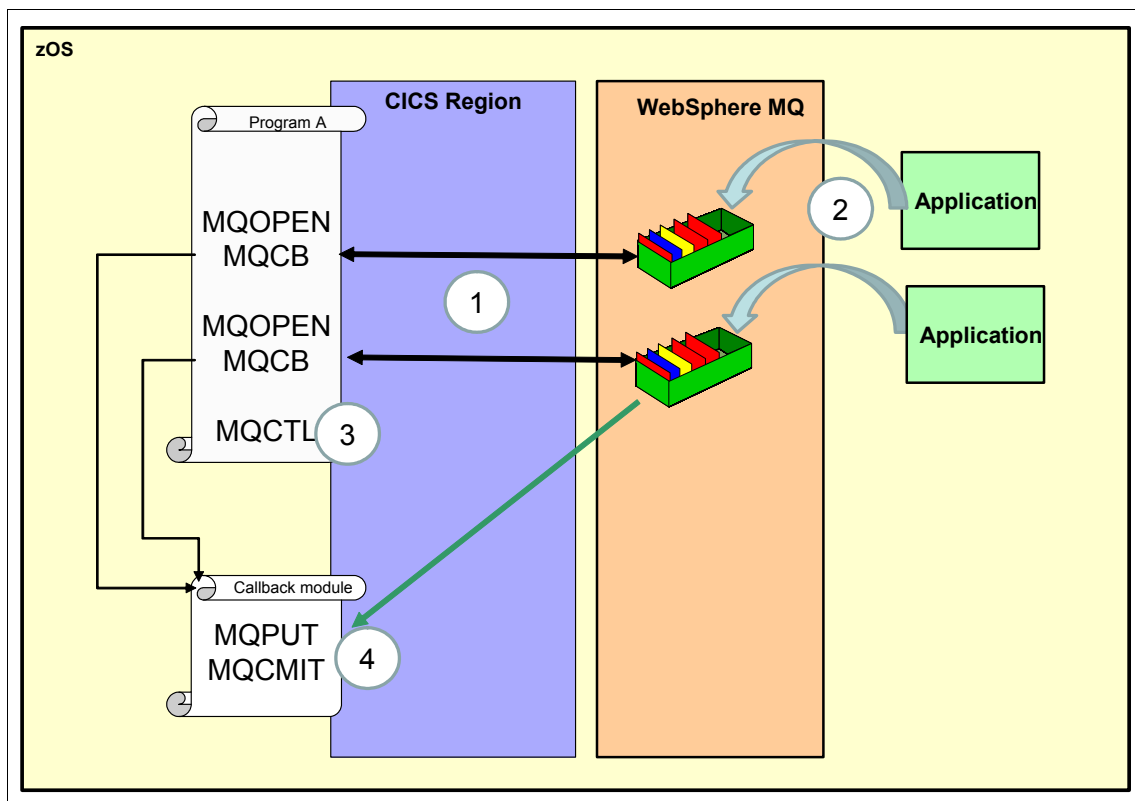 zOS
CICS Region
WebSphere MQ
Program A
MQOPEN
MQCB
1
2
Application
MQOPEN
MQCB
Application
MQCTL
3
Callback module
MQPUT
MQCMIT
4